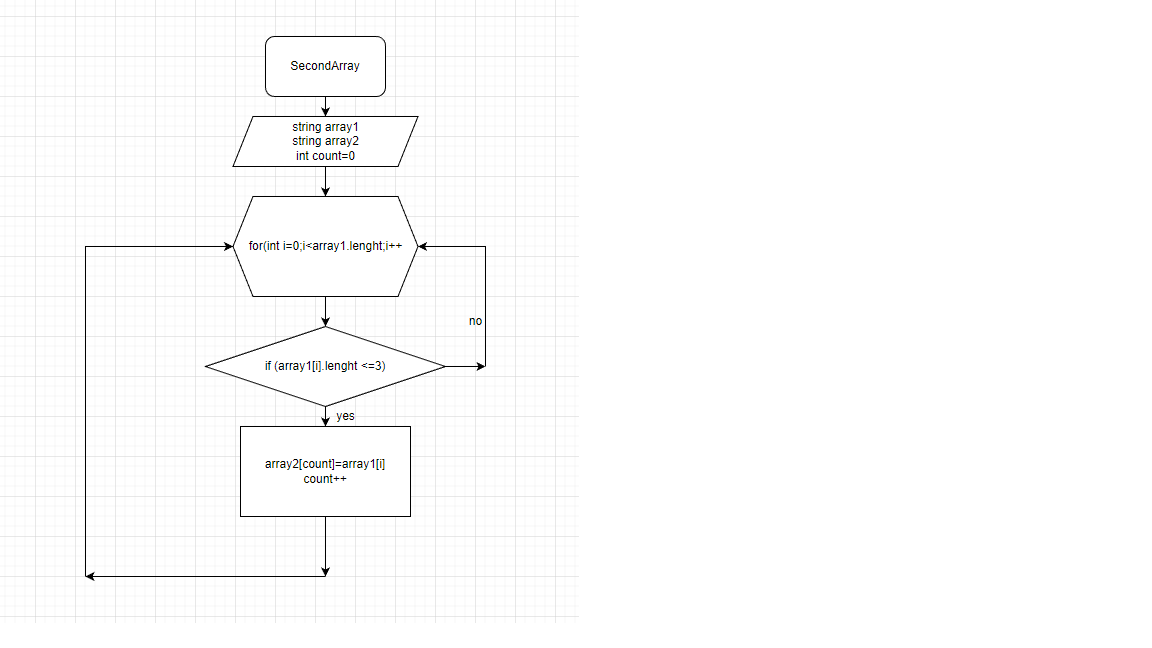 SecondArray
string array1
string array2
int count=0
for(int i=0;i<array1.lenght;i++
no
if (array1[i].lenght <=3)
yes
array2[count]=array1[i]
count++